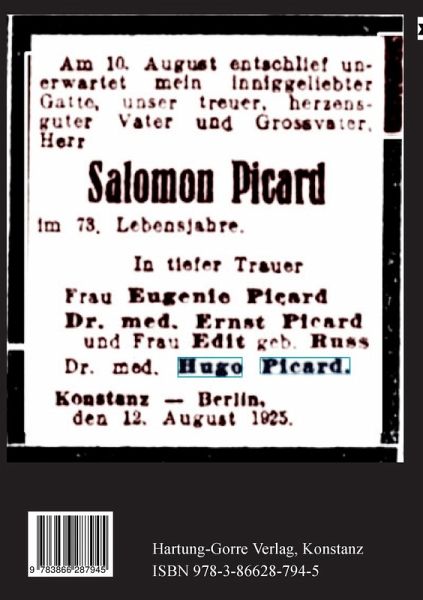 Am 10. August entschlief un-
erwartet mein inniggeliebter
Gatte, unser treuer, herzens-
guter Vater und Grossvater,
Herr
Salomon Picard
im 73. Lebensjahre.
In tiefer Trauer
Frau Eugenie Picard
Dr. med. Ernst Picard
und Frau Edit geb. Russ
Dr. med. Hugo Picard.
Konstanz — Berlin,
den 12. August 1925.
9 783866 287945
Hartung-Gorre Verlag, Konstanz
ISBN 978-3-86628-794-5